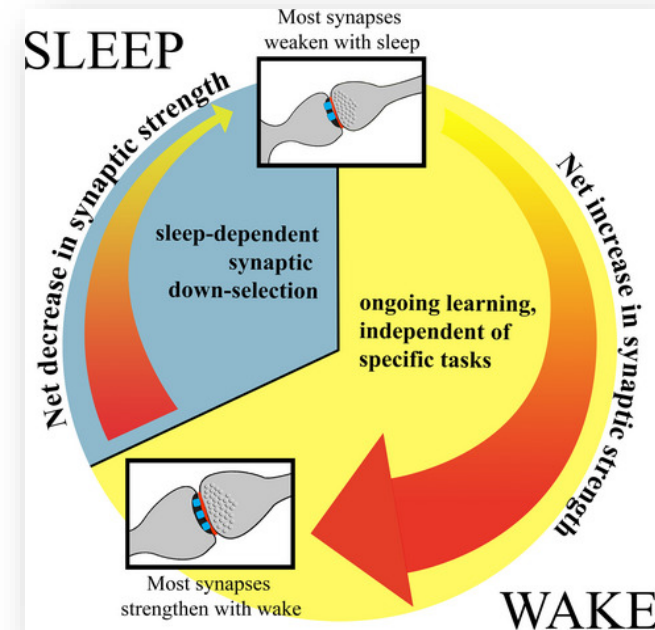 SLEEP
Most synapses
weaken with sleep
Net decrease in synaptic strength
Net increase in synaptic strength
sleep-dependent
synaptic
down-selection
ongoing learning,
independent of
specific tasks
Most synapses
strengthen with wake
WAKE